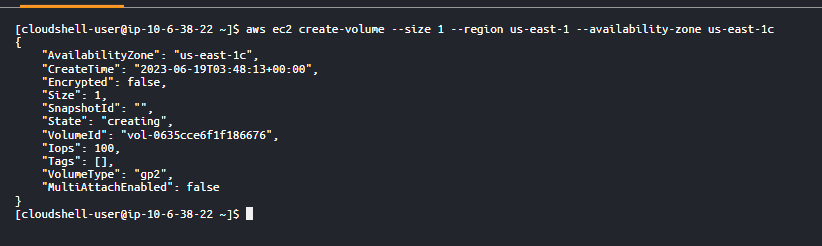 [cloudshell-user@ip-10-6-38-22 ~]$ aws ec2 create-volume --size 1 --region us-east-1 --availability-zone us-east-1c
{
    "AvailabilityZone": "us-east-1c",
    "CreateTime": "2023-06-19T03:48:13+00:00",
    "Encrypted": false,
    "Size": 1,
    "SnapshotId": "",
    "State": "creating",
    "VolumeId": "vol-0635cce6f1f186676",
    "Iops": 100,
    "Tags": [],
    "VolumeType": "gp2",
    "MultiAttachEnabled": false
}
[cloudshell-user@ip-10-6-38-22 ~]$